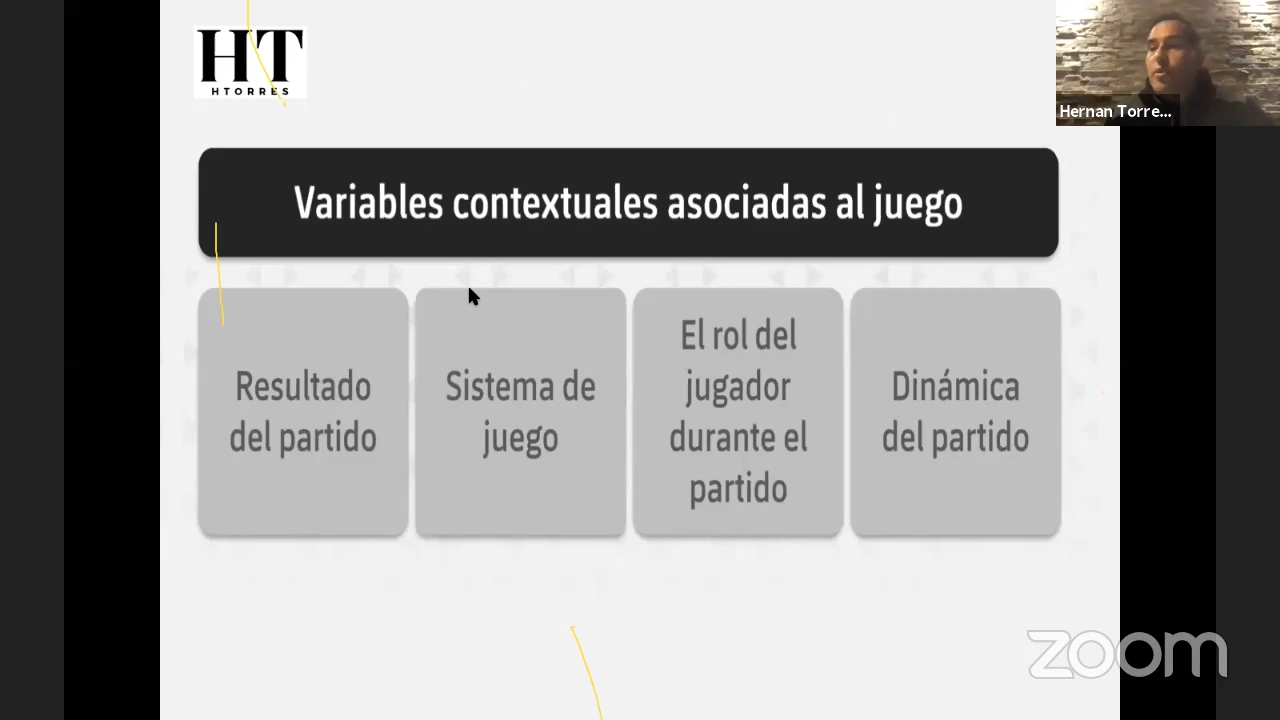 HT
HTORRES
Hernan Torre...
Variables contextuales asociadas al juego
Resultado
del partido
Sistema de
juego
El rol del
jugador
durante el
partido
Dinámica
del partido
zoom